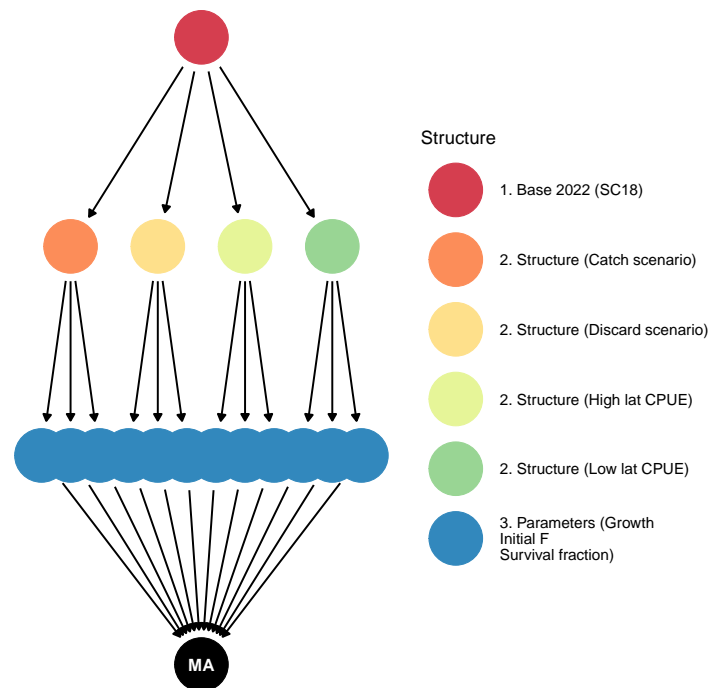 Structure
1. Base 2022 (SC18)
2. Structure (Catch scenario)
2. Structure (Discard scenario)
2. Structure (High lat CPUE)
2. Structure (Low lat CPUE)
3. Parameters (Growth
Initial F
Survival fraction)
MA